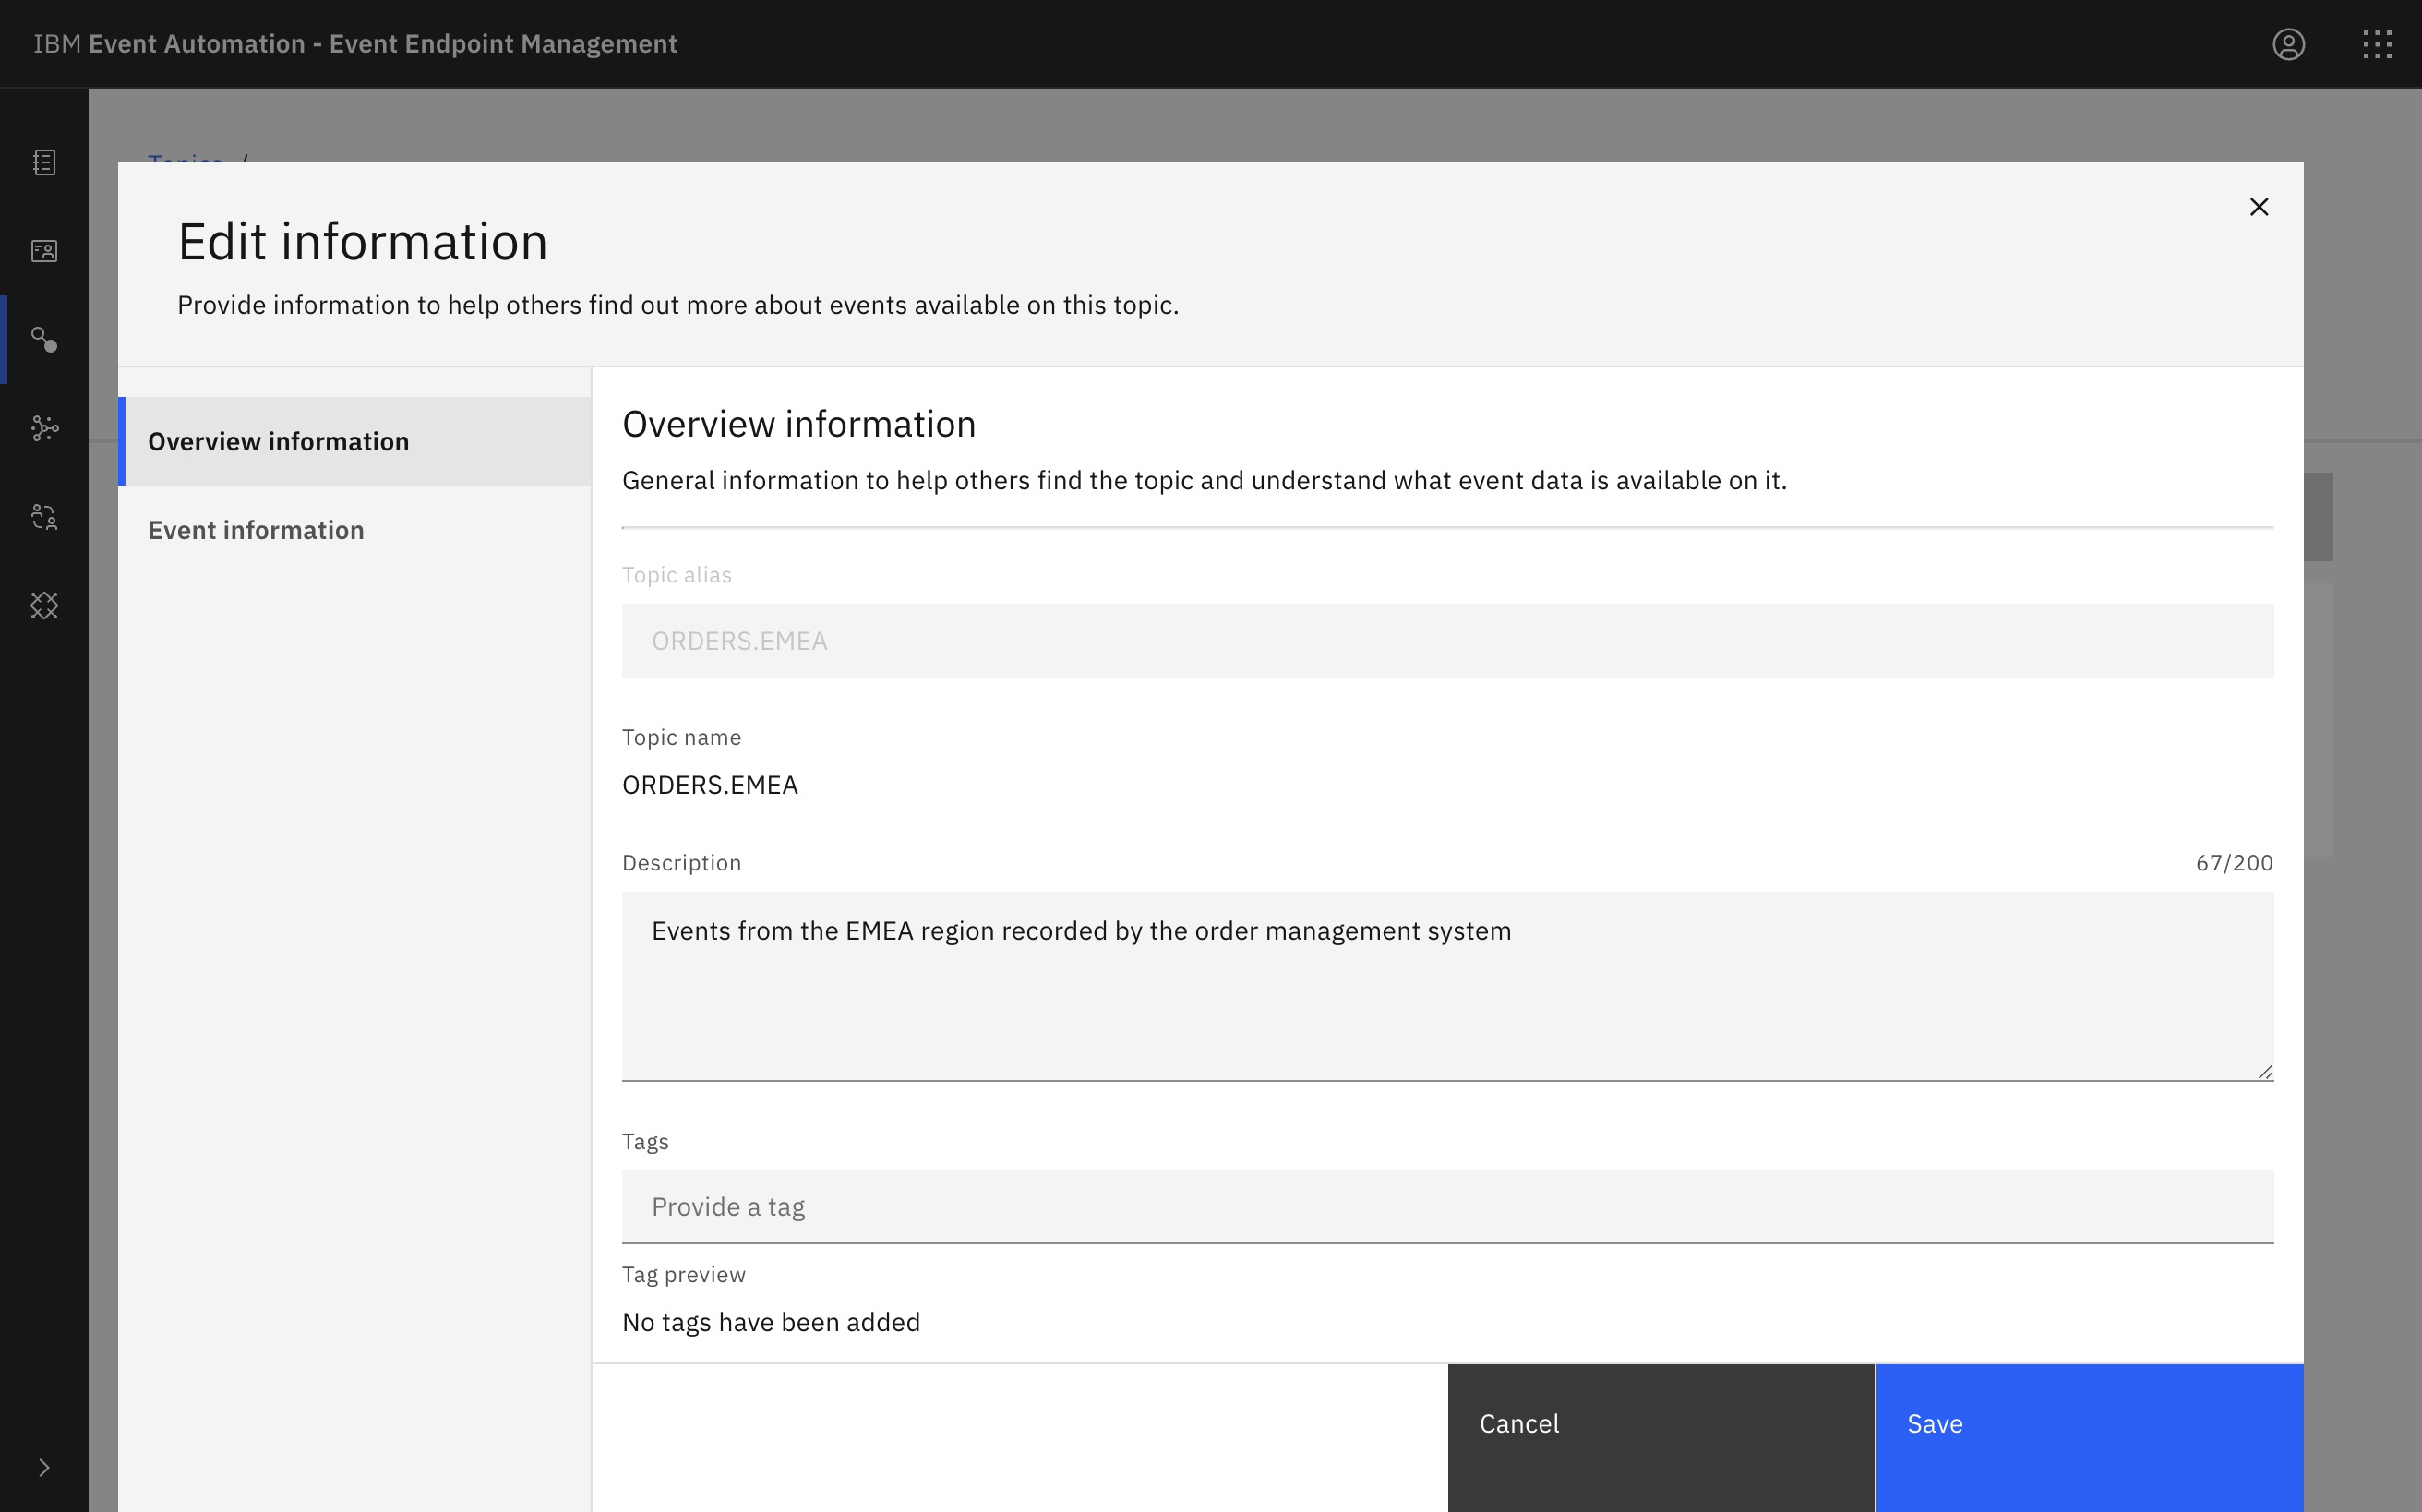 IBM Event Automation - Event Endpoint Management
Topics /
Edit information
Provide information to help others find out more about events available on this topic.
Overview information
Event information
Overview information
General information to help others find the topic and understand what event data is available on it.
Topic alias
ORDERS.EMEA
Topic name
ORDERS.EMEA
Description 67/200
Events from the EMEA region recorded by the order management system
Tags
Provide a tag
Tag preview
No tags have been added
Cancel
Save